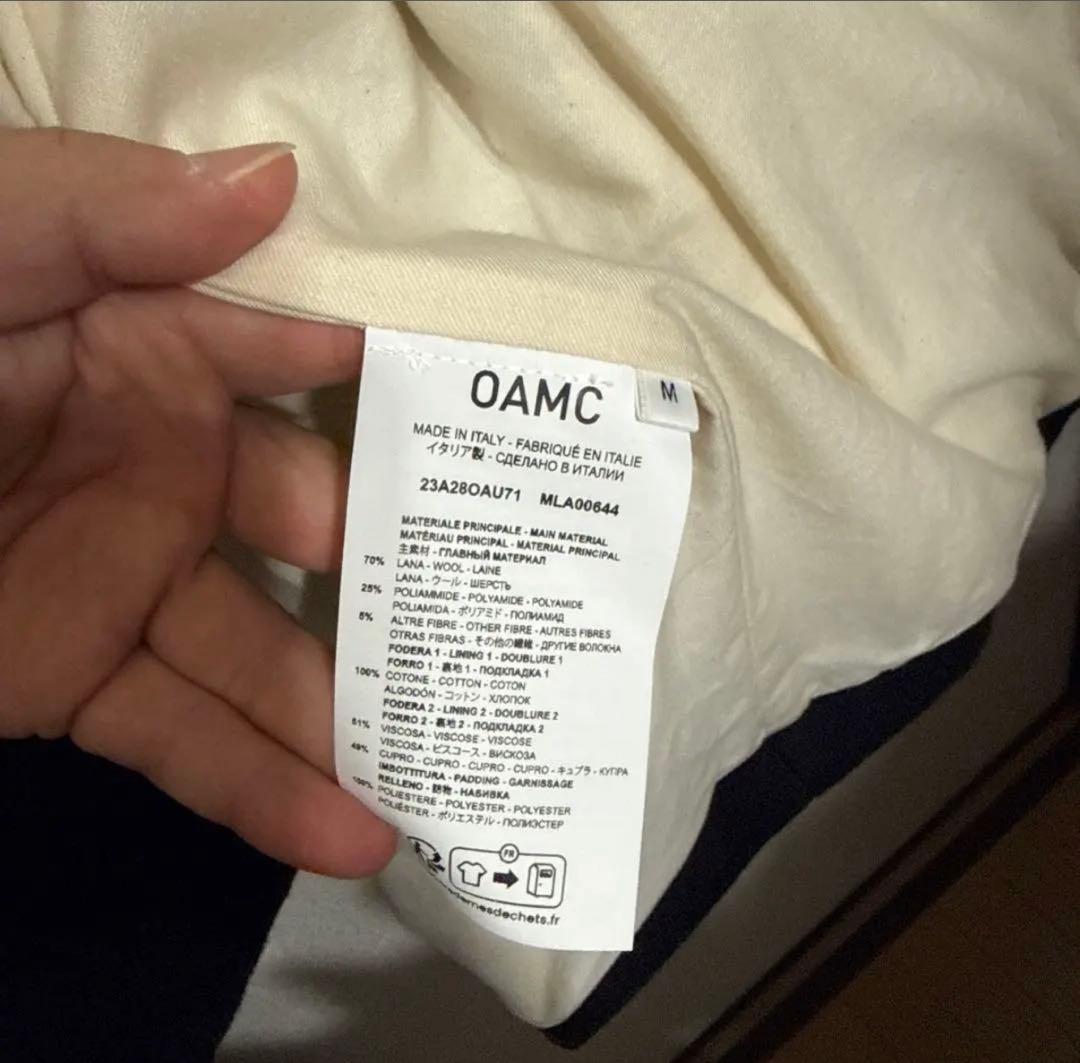 OAMC
M
MADE IN ITALY - FABRIQUÉ EN ITALIE
イタリア製 - СДЕЛАНО В ИТАЛИИ
23A28OAU71 MLA00644
MATERIALE PRINCIPALE - MAIN MATERIAL
MATÉRIAU PRINCIPAL - MATERIAL PRINCIPAL
主素材 - ГЛАВНЫЙ МАТЕРИАЛ
70% LANA - WOOL - LAINE
LANA - ウール - ШЕРСТЬ
25% POLIAMMIDE - POLYAMIDE - POLYAMIDE
POLIAMIDA - ポリアミド - ПОЛИАМИД
5% ALTRE FIBRE - OTHER FIBRE - AUTRES FIBRES
OTRAS FIBRAS - その他の繊維 - ДРУГИЕ ВОЛОКНА
FODERA 1 - LINING 1 - DOUBLURE 1
FORRO 1 - 裏地 1 - ПОДКЛАДКА 1
100% COTONE - COTTON - COTON
ALGODÓN - コットン - ХЛОПОК
FODERA 2 - LINING 2 - DOUBLURE 2
FORRO 2 - 裏地 2 - ПОДКЛАДКА 2
51% VISCOSA - VISCOSE - VISCOSE
VISCOSA - ビスコース - ВИСКОЗА
49% CUPRO - CUPRO - CUPRO - CUPRO - キュプラ - КУПРА
IMBOTTITURA - PADDING - GARNISSAGE
RELLENO - 詰物 - НАБИВКА
100% POLIESTERE - POLYESTER - POLYESTER
POLIÉSTER - ポリエステル - ПОЛИЭСТЕР
FR